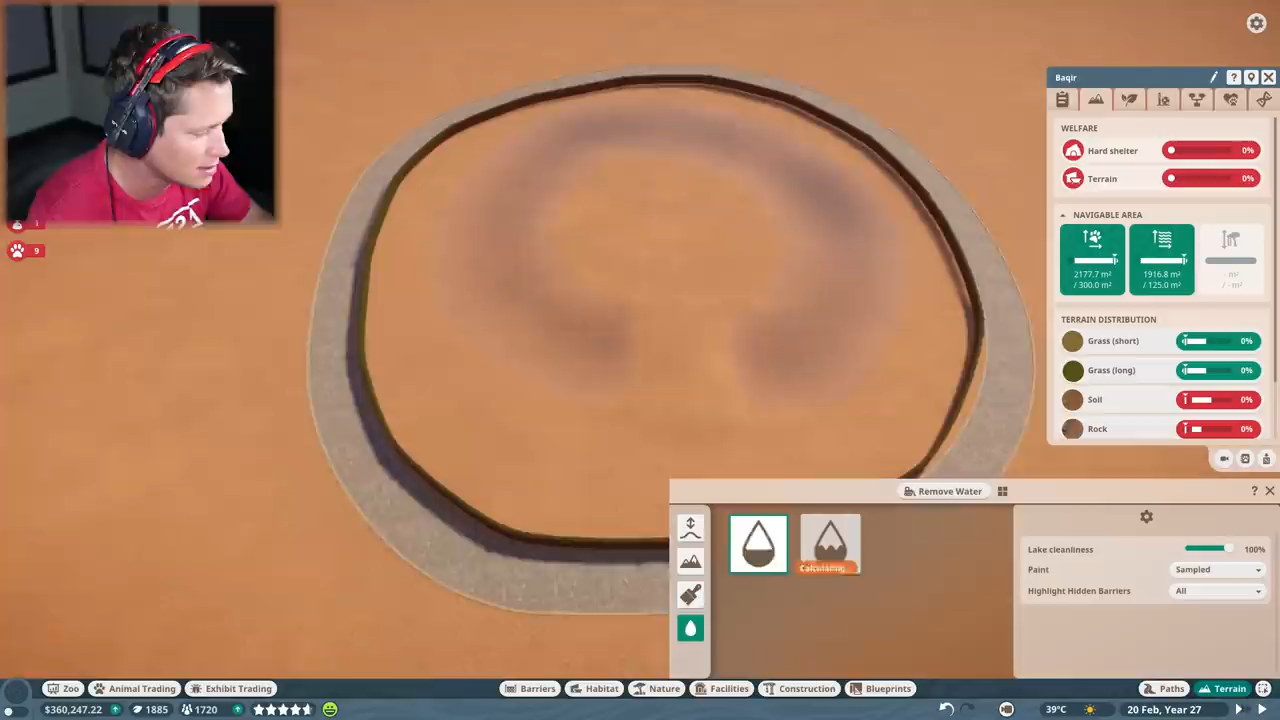 Baqir
WELFARE
Hard shelter 0%
Terrain 0%
1
9
NAVIGABLE AREA
2177.7 m² / 300.0 m²
1916.8 m² / 125.0 m²
- m² / - m²
TERRAIN DISTRIBUTION
Grass (short) 0%
Grass (long) 0%
Soil 0%
Rock 0%
Remove Water
?
Calculating...
Lake cleanliness 100%
Paint Sampled
Highlight Hidden Barriers All
Zoo Animal Trading Exhibit Trading Barriers Habitat Nature Facilities Construction Blueprints Paths Terrain
$360,247.22 1885 1720 39°C 20 Feb, Year 27